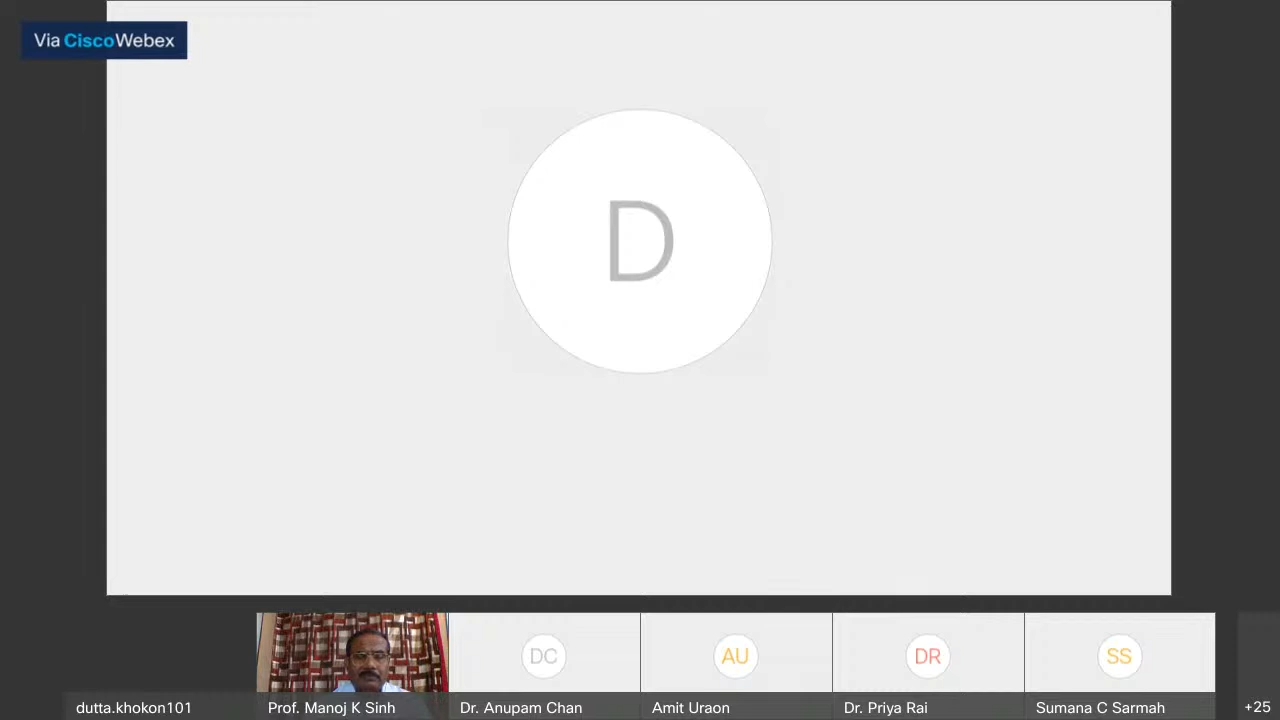 Via CiscoWebex
D
DC
AU
DR
SS
dutta.khokon101
Prof. Manoj K Sinh
Dr. Anupam Chan
Amit Uraon
Dr. Priya Rai
Sumana C Sarmah
+25